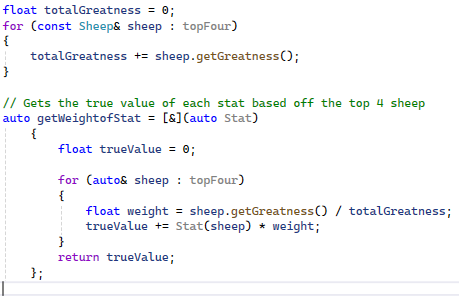 float totalGreatness = 0;
for (const Sheep& sheep : topFour)
{
    totalGreatness += sheep.getGreatness();
}

// Gets the true value of each stat based off the top 4 sheep
auto getWeightofStat = [&](auto Stat)
    {
        float trueValue = 0;

        for (auto& sheep : topFour)
        {
            float weight = sheep.getGreatness() / totalGreatness;
            trueValue += Stat(sheep) * weight;
        }
        return trueValue;
    };